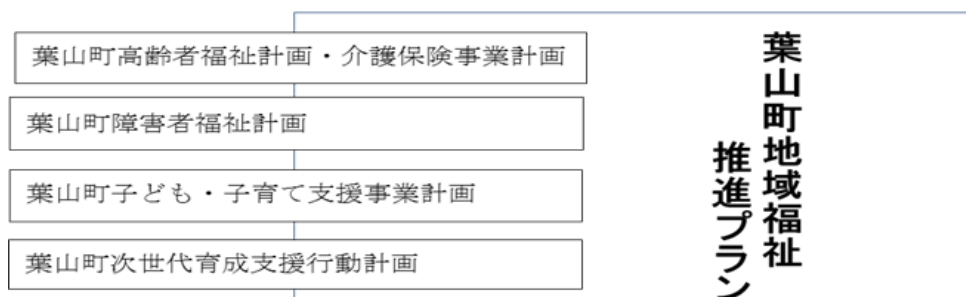 葉山町高齢者福祉計画・介護保険事業計画
葉山町障害者福祉計画
葉山町子ども・子育て支援事業計画
葉山町次世代育成支援行動計画
葉山町地域福祉
推進プラン